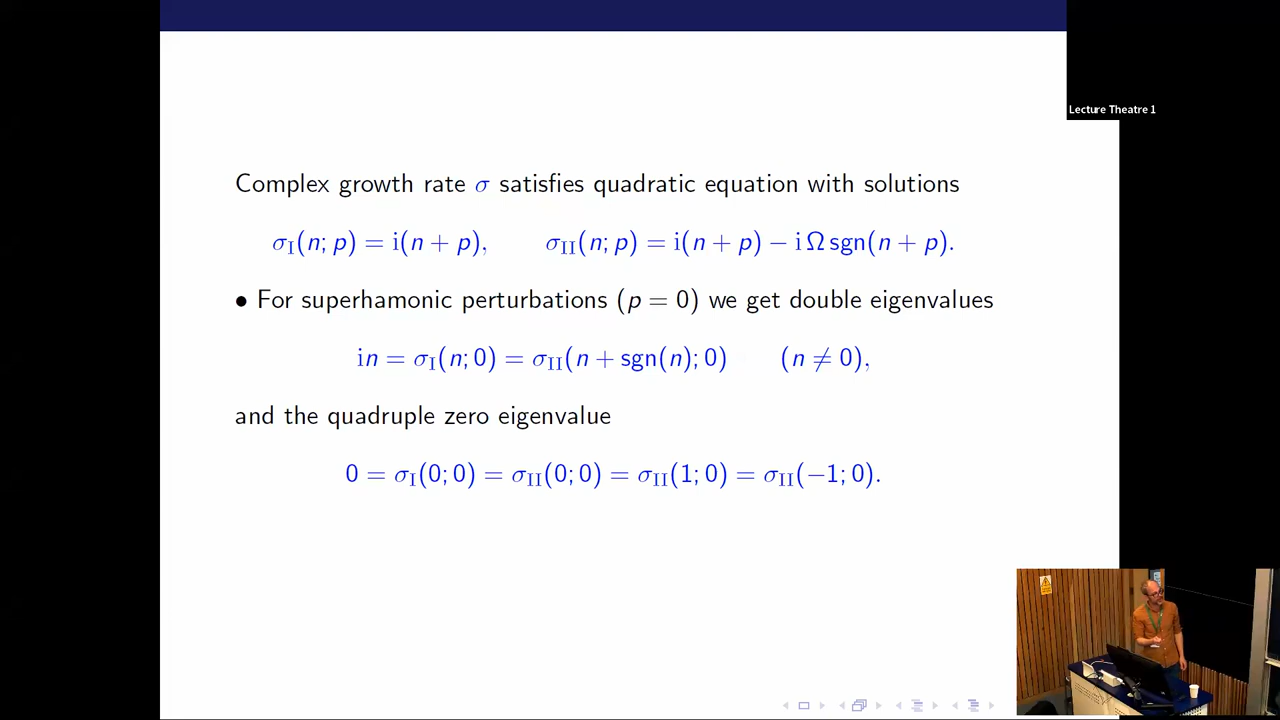 Lecture Theatre 1
Complex growth rate σ satisfies quadratic equation with solutions
σ_I(n; p) = i(n + p), σ_II(n; p) = i(n + p) − i Ω sgn(n + p).
• For superhamonic perturbations (p = 0) we get double eigenvalues
in = σ_I(n; 0) = σ_II(n + sgn(n); 0) (n ≠ 0),
and the quadruple zero eigenvalue
0 = σ_I(0; 0) = σ_II(0; 0) = σ_II(1; 0) = σ_II(−1; 0).